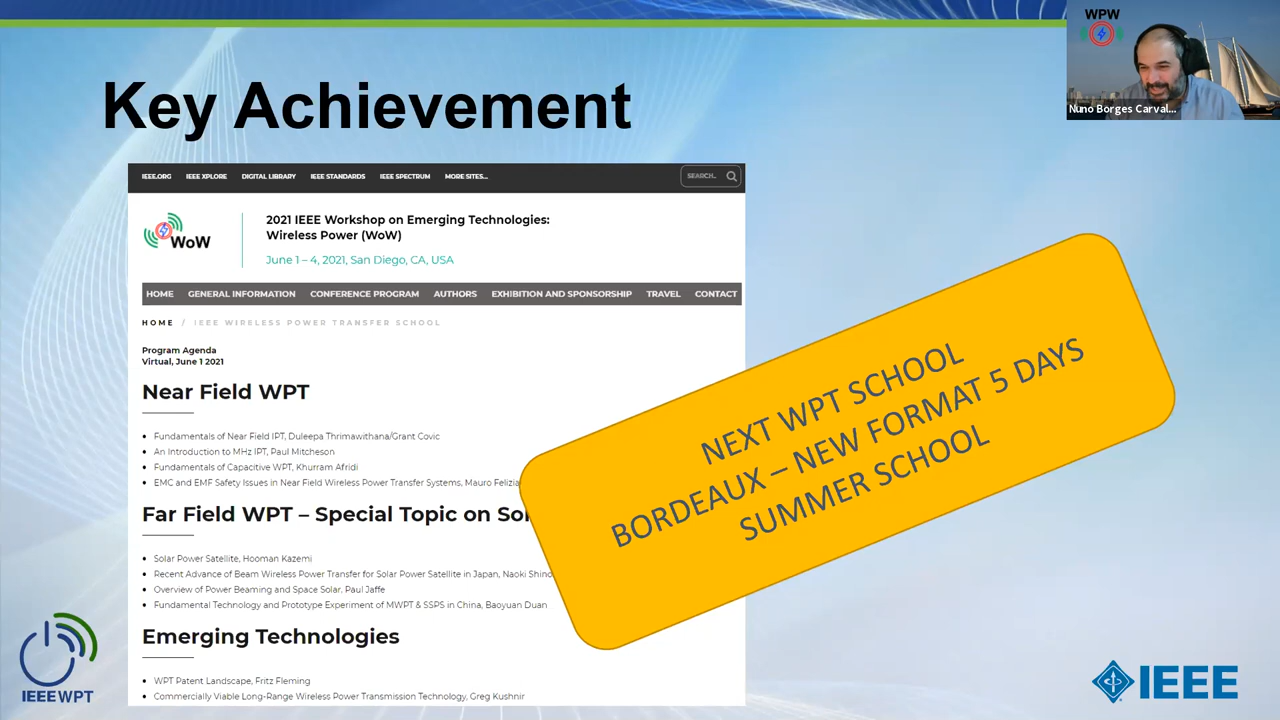 Key Achievement
WPW
Nuno Borges Carval...
IEEE.ORG IEEE XPLORE DIGITAL LIBRARY IEEE STANDARDS IEEE SPECTRUM MORE SITES... SEARCH..
WoW
2021 IEEE Workshop on Emerging Technologies:
Wireless Power (WoW)
June 1 – 4, 2021, San Diego, CA, USA
HOME GENERAL INFORMATION CONFERENCE PROGRAM AUTHORS EXHIBITION AND SPONSORSHIP TRAVEL CONTACT
HOME / IEEE WIRELESS POWER TRANSFER SCHOOL
Program Agenda
Virtual, June 1 2021
Near Field WPT
Fundamentals of Near Field IPT, Duleepa Thrimawithana/Grant Covic
An Introduction to MHz IPT, Paul Mitcheson
Fundamentals of Capacitive WPT, Khurram Afridi
EMC and EMF Safety Issues in Near Field Wireless Power Transfer Systems, Mauro Felizia
Far Field WPT – Special Topic on Sol
Solar Power Satellite, Hooman Kazemi
Recent Advance of Beam Wireless Power Transfer for Solar Power Satellite in Japan, Naoki Shino
Overview of Power Beaming and Space Solar, Paul Jaffe
Fundamental Technology and Prototype Experiment of MWPT & SSPS in China, Baoyuan Duan
Emerging Technologies
WPT Patent Landscape, Fritz Fleming
Commercially Viable Long-Range Wireless Power Transmission Technology, Greg Kushnir
NEXT WPT SCHOOL
BORDEAUX – NEW FORMAT 5 DAYS
SUMMER SCHOOL
IEEE WPT
IEEE